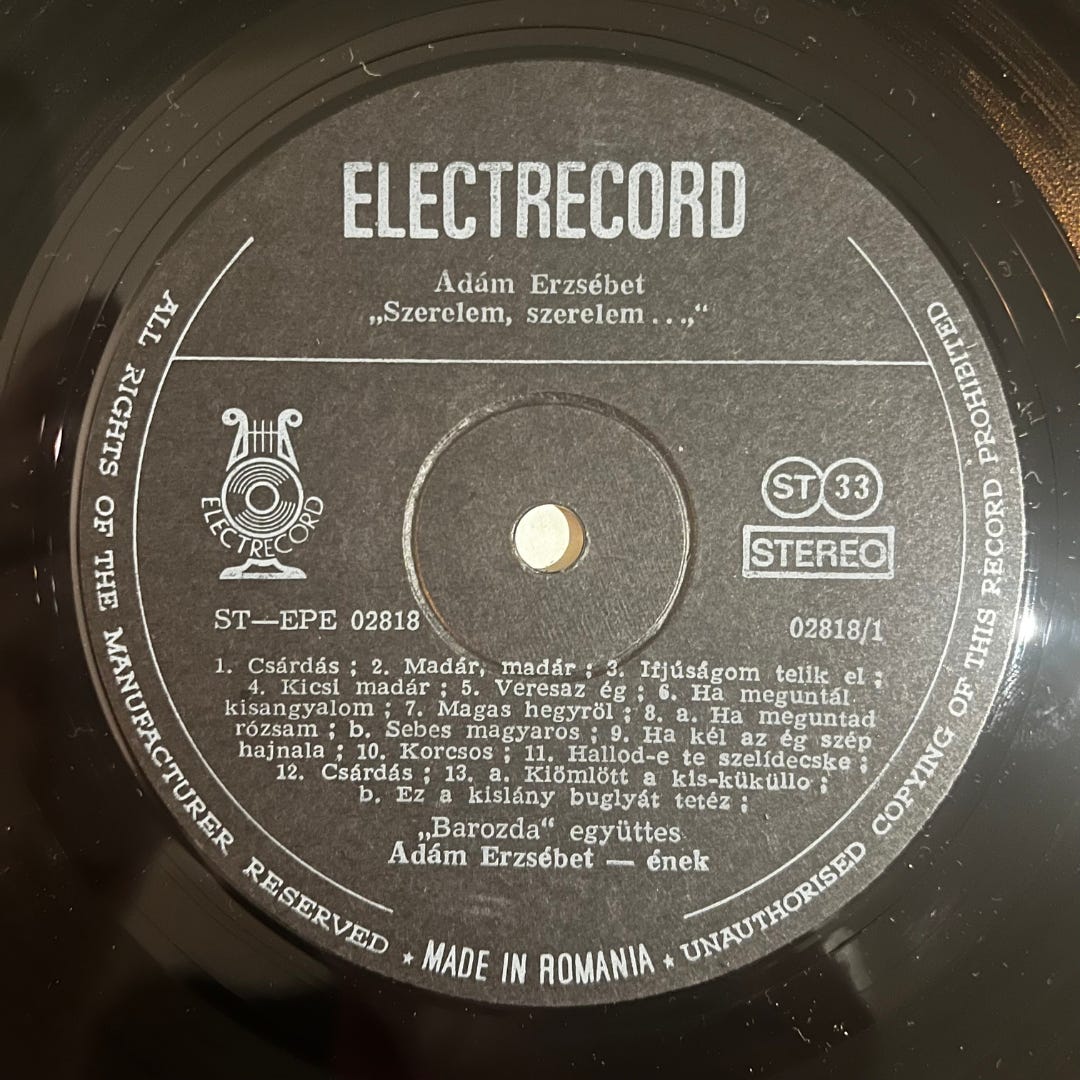 ELECTRECORD
Adám Erzsébet
„Szerelem, szerelem...„“
ELECTRECORD
ST 33
STEREO
ST—EPE 02818
02818/1
1. Csárdás ; 2. Madár, madár ; 3. Ifjúságom telik el ;
4. Kicsi madár ; 5. Veresaz ég ; 6. Ha meguntál
kisangyalom ; 7. Magas hegyröl ; 8. a. Ha meguntad
rózsam ; b. Sebes magyaros ; 9. Ha kél az ég szép
hajnala ; 10. Korcsos ; 11. Hallod-e te szelídecske ;
12. Csárdás ; 13. a. Kiömlött a kis-küküllo ;
b. Ez a kislány buglyát tetéz ;
„Barozda“ együttes
Adám Erzsébet — ének
ALL RIGHTS OF THE MANUFACTURER RESERVED ★ MADE IN ROMANIA ★ UNAUTHORISED COPYING OF THIS RECORD PROHIBITED